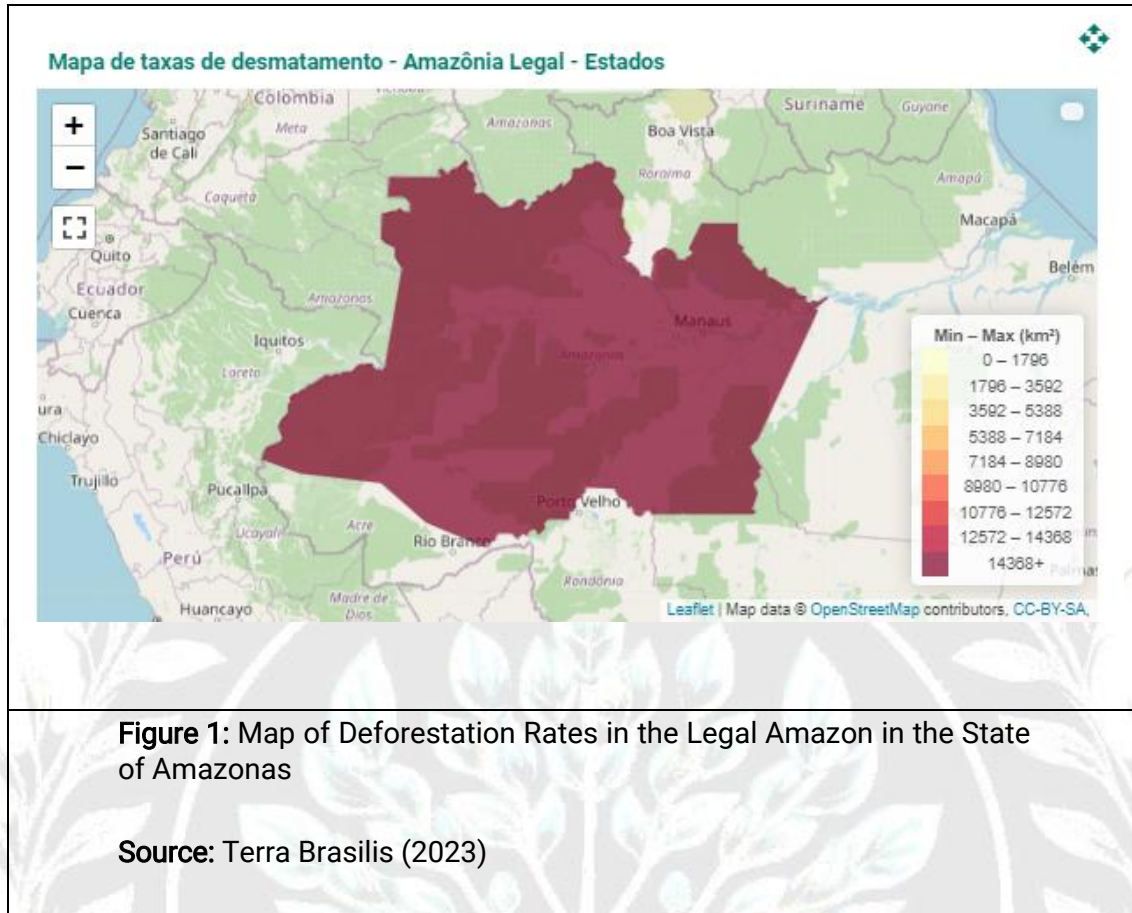 Mapa de taxas de desmatamento - Amazônia Legal - Estados
+
−
Colombia
Meta
Santiago
de Cali
Amazonas
Boa Vista
Suriname
Guyane
Roraima
Amapá
Caqueta
Macapá
Quito
Belém
Ecuador
Cuenca
Amazonas
Manaus
Iquitos
Loreto
Amazonia
ura
Chiclayo
Trujillo
Pucallpa
Porto Velho
Ucayali
Acre
Rio Branco
Perú
Rondônia
Madre de
Dios
Huancayo
Min – Max (km²)
0 – 1796
1796 – 3592
3592 – 5388
5388 – 7184
7184 – 8980
8980 – 10776
10776 – 12572
12572 – 14368
14368+
Leaflet | Map data © OpenStreetMap contributors, CC-BY-SA,
Figure 1: Map of Deforestation Rates in the Legal Amazon in the State
of Amazonas
Source: Terra Brasilis (2023)